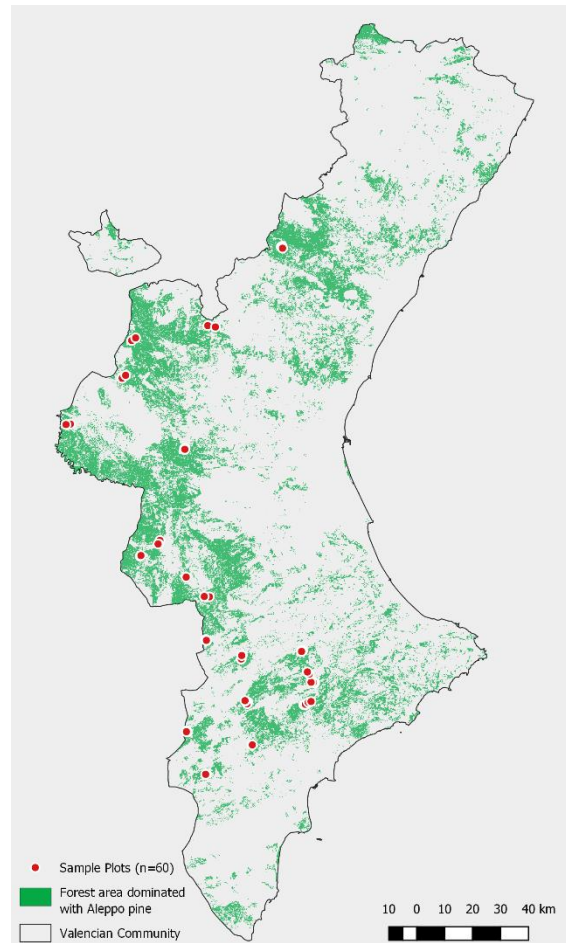 Sample Plots (n=60)
Forest area dominated
with Aleppo pine
Valencian Community
10 0 10 20 30 40 km